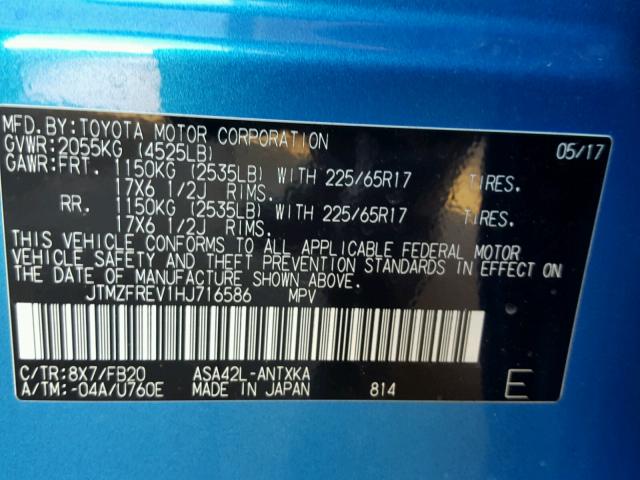 MFD.BY:TOYOTA MOTOR CORPORATION 05/17
GVWR:2055KG (4525LB)
GAWR:FRT. 1150KG (2535LB) WITH 225/65R17 TIRES.
17X6 1/2J RIMS.
RR. 1150KG (2535LB) WITH 225/65R17 TIRES.
17X6 1/2J RIMS.
THIS VEHICLE CONFORMS TO ALL APPLICABLE FEDERAL MOTOR
VEHICLE SAFETY AND THEFT PREVENTION STANDARDS IN EFFECT ON
THE DATE OF MANUFACTURE SHOWN ABOVE.
JTMZFREV1HJ716586 MPV
C/TR:8X7/FB20 ASA42L-ANTXKA
A/TM:-04A/U760E MADE IN JAPAN 814 E